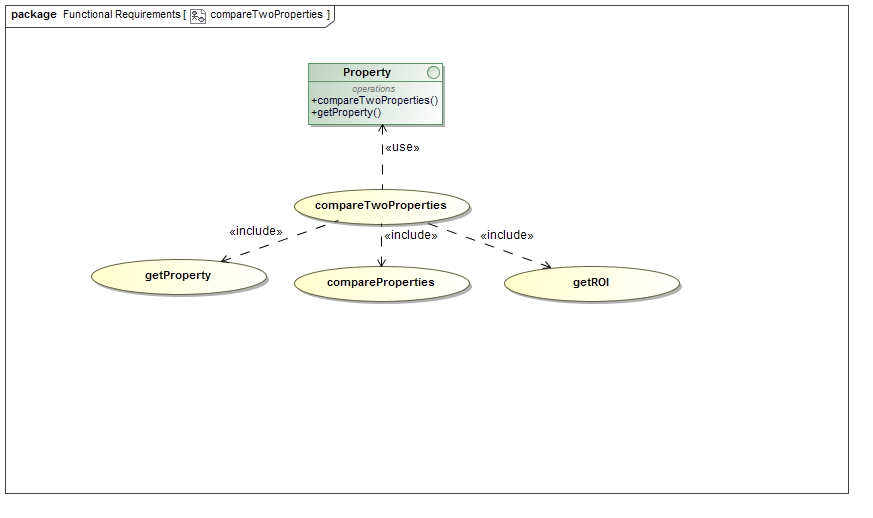 package Functional Requirements [ compareTwoProperties ]
Property
operations
+compareTwoProperties()
+getProperty()
«use»
compareTwoProperties
«include»
«include»
«include»
getProperty
compareProperties
getROI